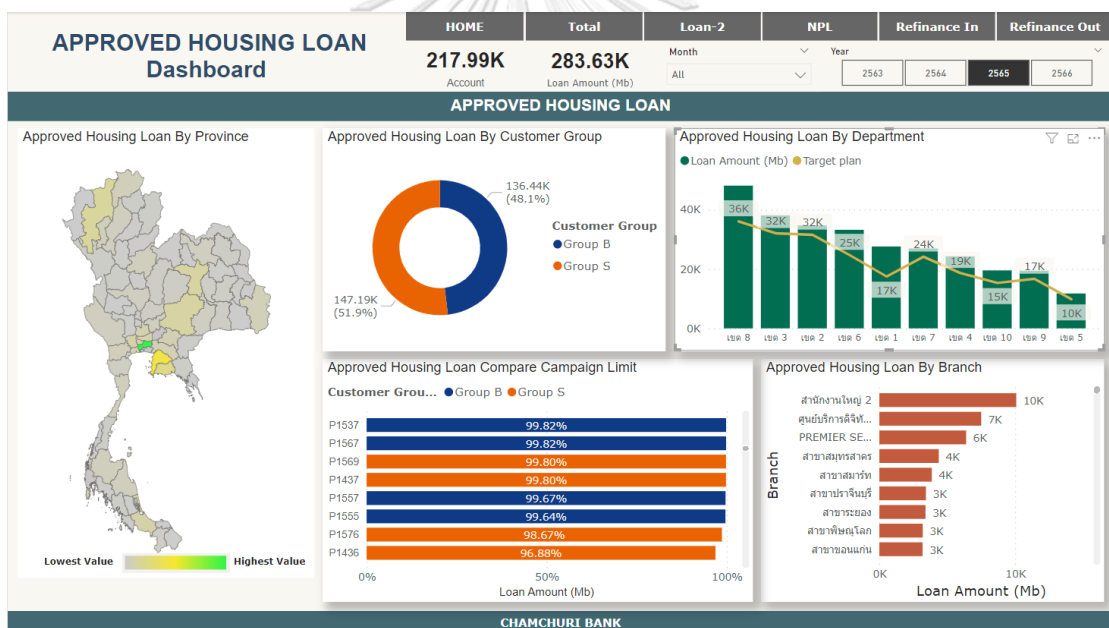 HOME Total Loan-2 NPL Refinance In Refinance Out
APPROVED HOUSING LOAN
Dashboard
217.99K
Account
283.63K
Loan Amount (Mb)
Month
All
Year
2563 2564 2565 2566
APPROVED HOUSING LOAN
Approved Housing Loan By Province
Lowest Value Highest Value
Approved Housing Loan By Customer Group
136.44K
(48.1%)
147.19K
(51.9%)
Customer Group
Group B
Group S
Approved Housing Loan By Department
Loan Amount (Mb) Target plan
40K
20K
0K
36K 32K 32K 25K 17K 24K 19K 15K 17K 10K
เขต 8 เขต 3 เขต 2 เขต 6 เขต 1 เขต 7 เขต 4 เขต 10 เขต 9 เขต 5
Approved Housing Loan Compare Campaign Limit
Customer Grou... Group B Group S
P1537 99.82%
P1567 99.82%
P1569 99.80%
P1437 99.80%
P1557 99.67%
P1555 99.64%
P1576 98.67%
P1436 96.88%
0% 50% 100%
Loan Amount (Mb)
Approved Housing Loan By Branch
Branch
สำนักงานใหญ่ 2 10K
ศูนย์บริการดิจิทั... 7K
PREMIER SE... 6K
สาขาสมุทรสาคร 4K
สาขาสมาร์ท 4K
สาขาปราจีนบุรี 3K
สาขาระยอง 3K
สาขาพิษณุโลก 3K
สาขาขอนแก่น 3K
0K 10K
Loan Amount (Mb)
CHAMCHURI BANK